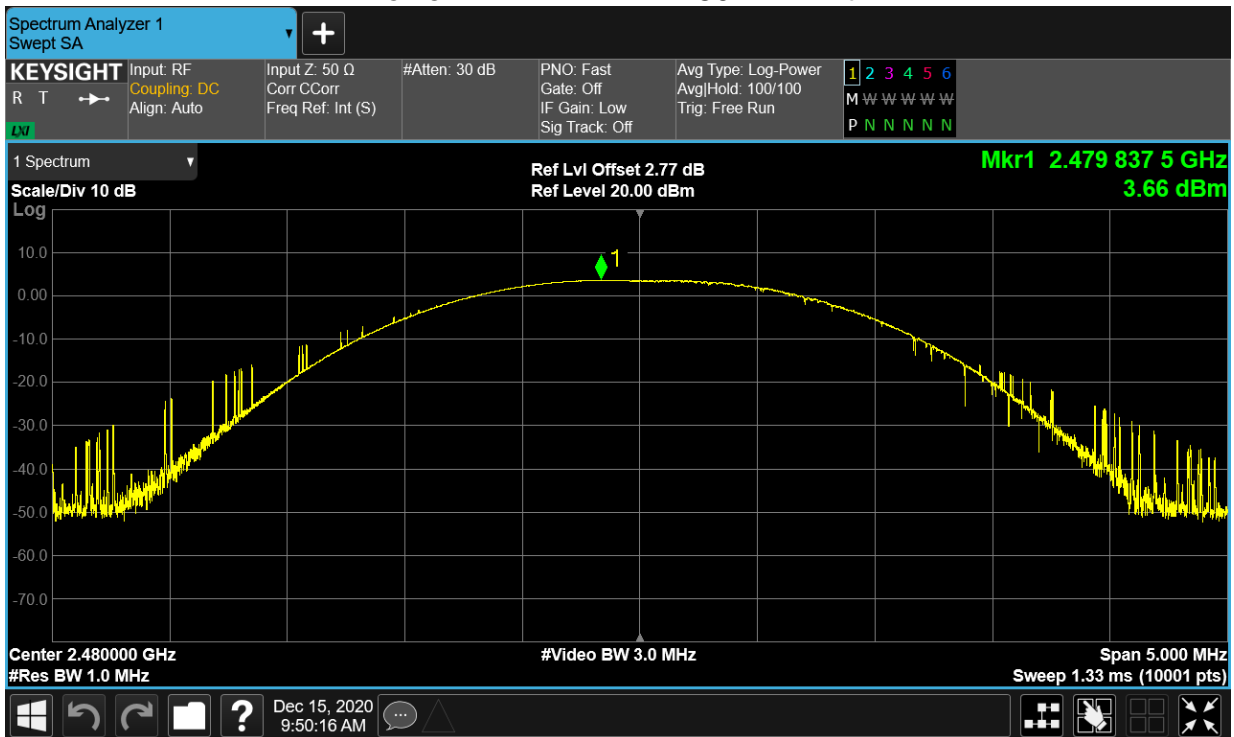 Spectrum Analyzer 1
Swept SA
KEYSIGHT Input: RF Input Z: 50 Ω #Atten: 30 dB PNO: Fast Avg Type: Log-Power 1 2 3 4 5 6
R T Coupling: DC Corr CCorr Gate: Off Avg|Hold: 100/100 M W W W W W
Align: Auto Freq Ref: Int (S) IF Gain: Low Trig: Free Run
LXI Sig Track: Off P N N N N N
1 Spectrum Ref Lvl Offset 2.77 dB Mkr1 2.479 837 5 GHz
Scale/Div 10 dB Ref Level 20.00 dBm 3.66 dBm
Log
1
10.0
0.00
-10.0
-20.0
-30.0
-40.0
-50.0
-60.0
-70.0
Center 2.480000 GHz #Video BW 3.0 MHz Span 5.000 MHz
#Res BW 1.0 MHz Sweep 1.33 ms (10001 pts)
? Dec 15, 2020
9:50:16 AM